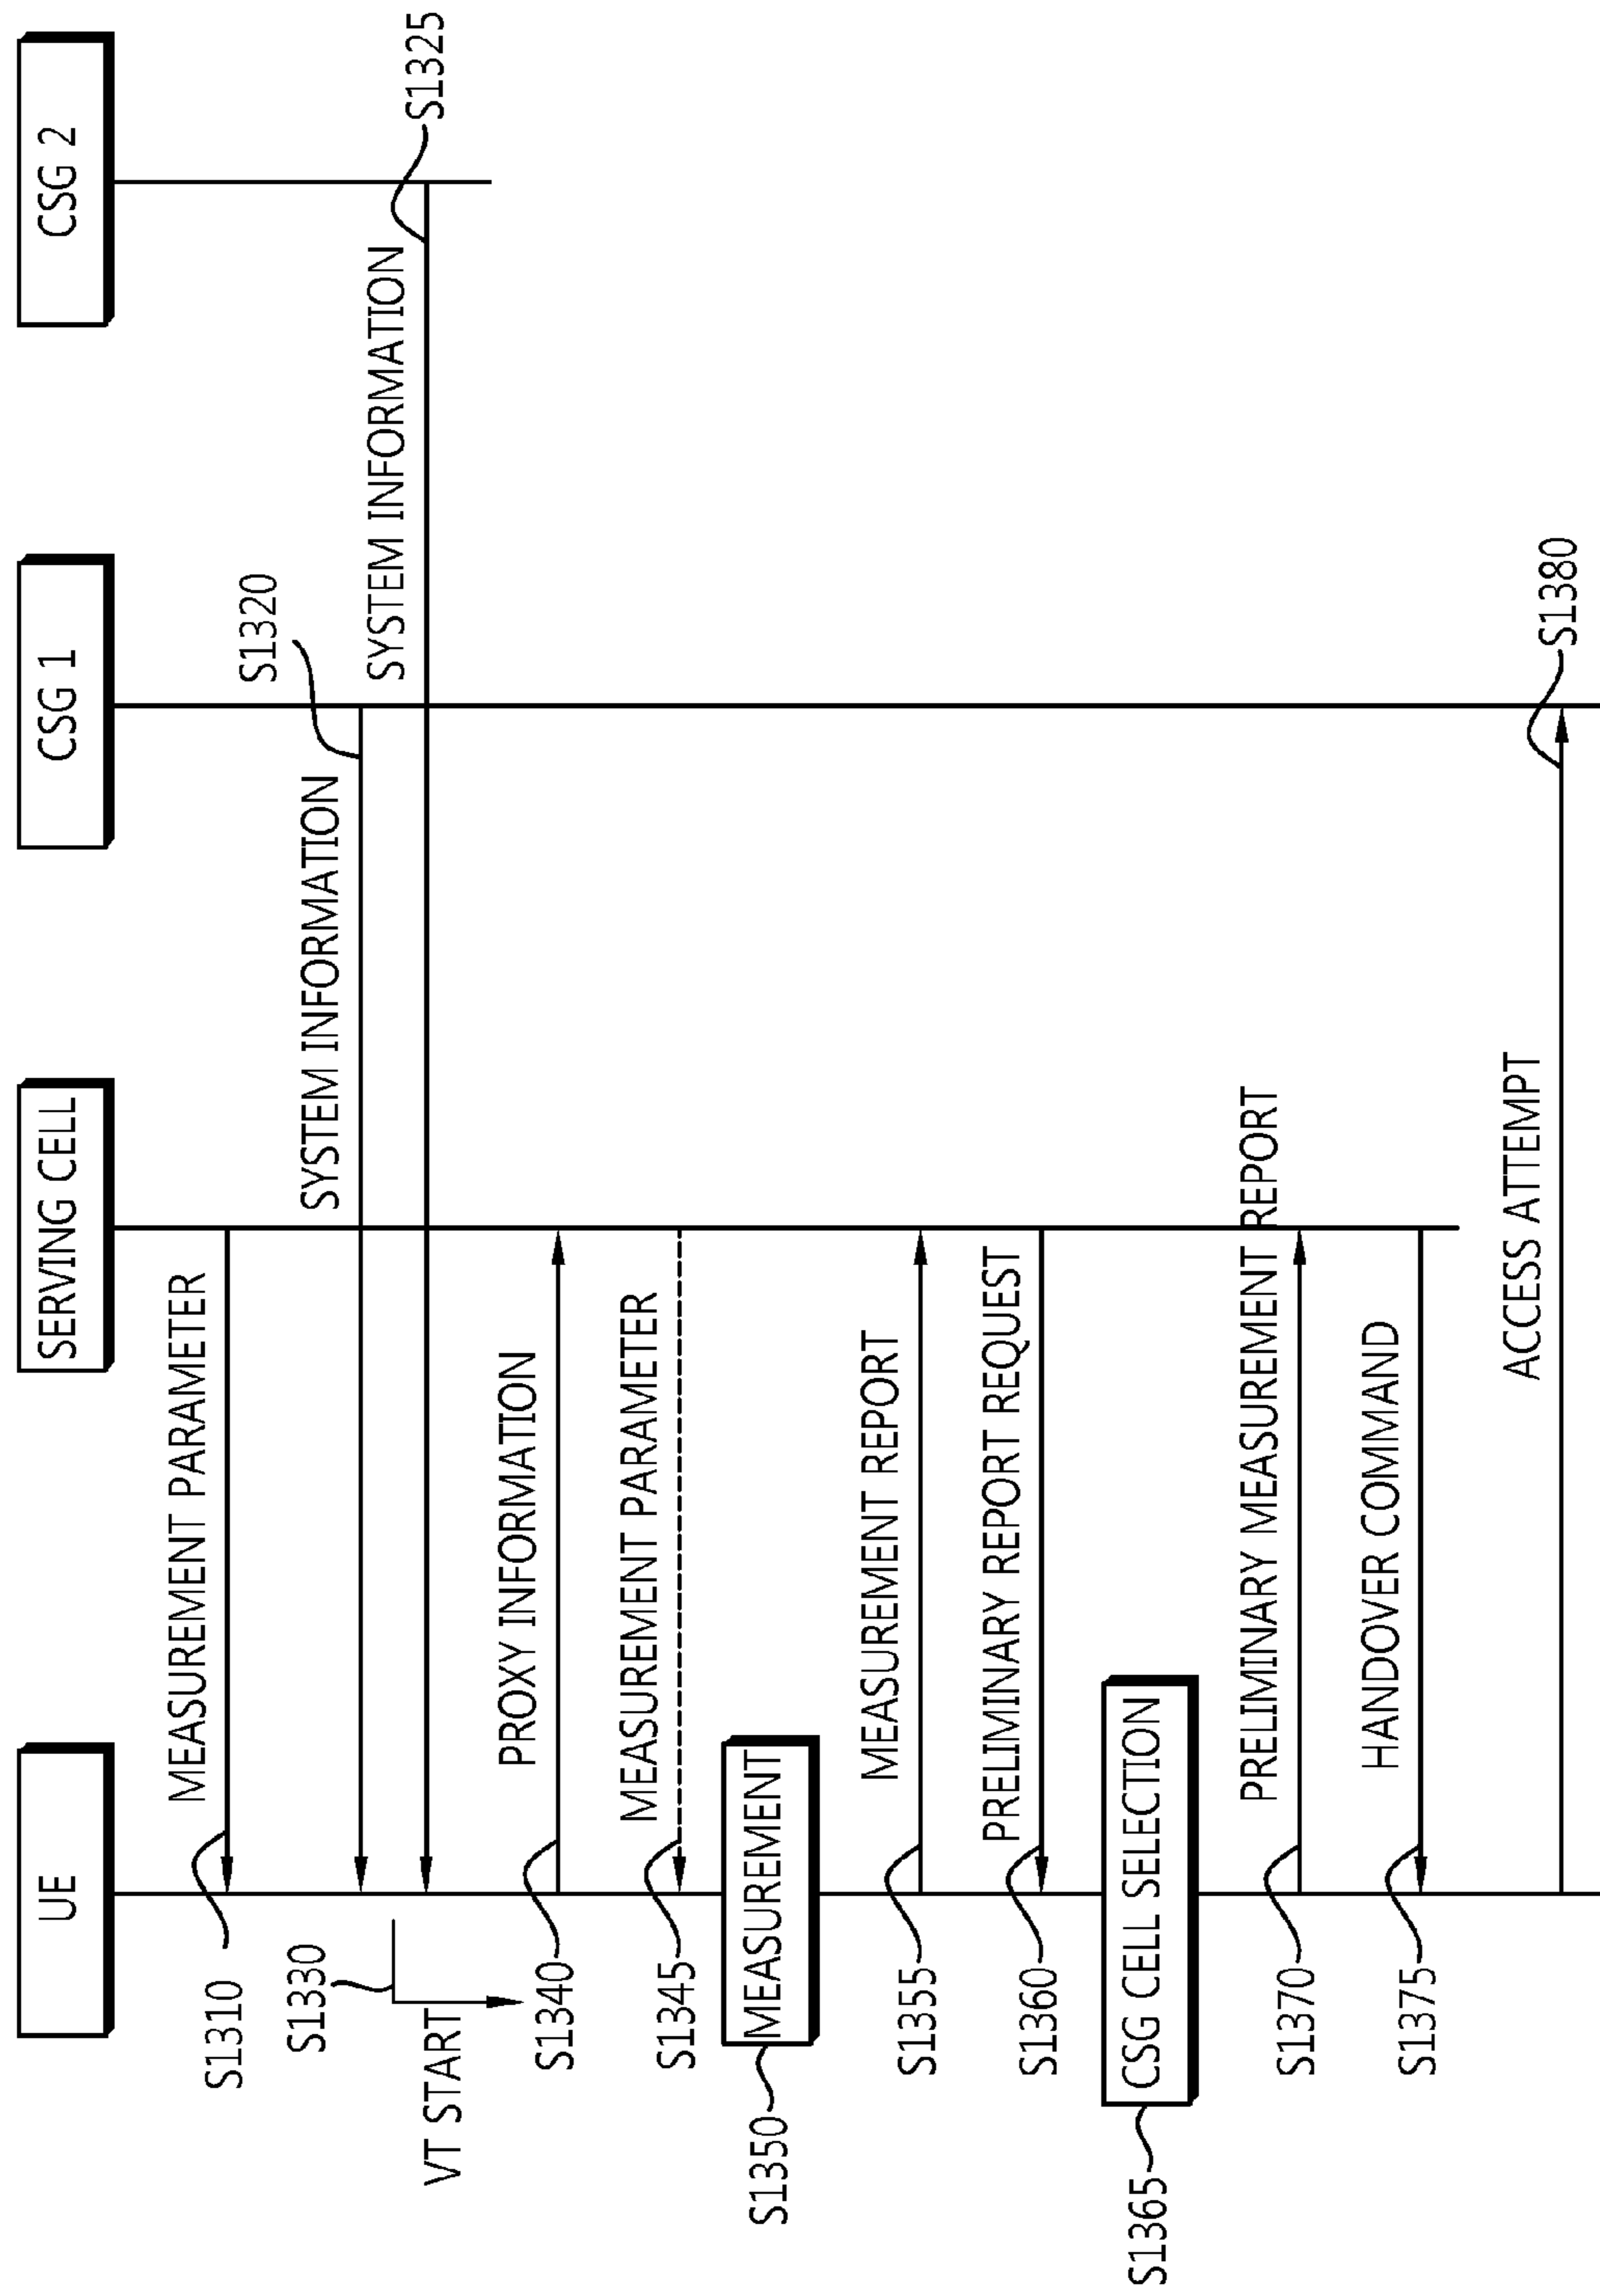 UE
SERVING CELL
CSG 1
CSG 2
MEASUREMENT PARAMETER
S1310
SYSTEM INFORMATION
S1320
S1330
VT START
SYSTEM INFORMATION
S1325
PROXY INFORMATION
S1340
MEASUREMENT PARAMETER
S1345
MEASUREMENT
S1350
MEASUREMENT REPORT
S1355
PRELIMINARY REPORT REQUEST
S1360
CSG CELL SELECTION
S1365
PRELIMINARY MEASUREMENT REPORT
S1370
HANDOVER COMMAND
S1375
ACCESS ATTEMPT
S1380